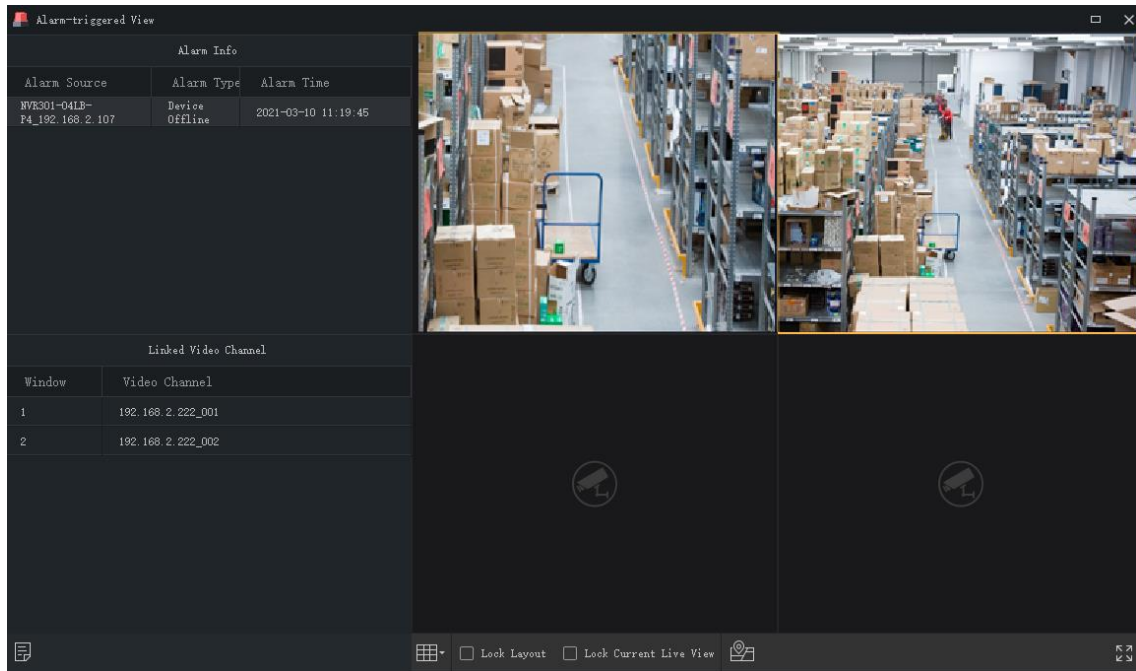 Alarm-triggered View
Alarm Info
Alarm Source Alarm Type Alarm Time
NVR301-04LB-
P4_192.168.2.107
Device
Offline
2021-03-10 11:19:45
Linked Video Channel
Window Video Channel
1 192.168.2.222_001
2 192.168.2.222_002
Lock Layout Lock Current Live View